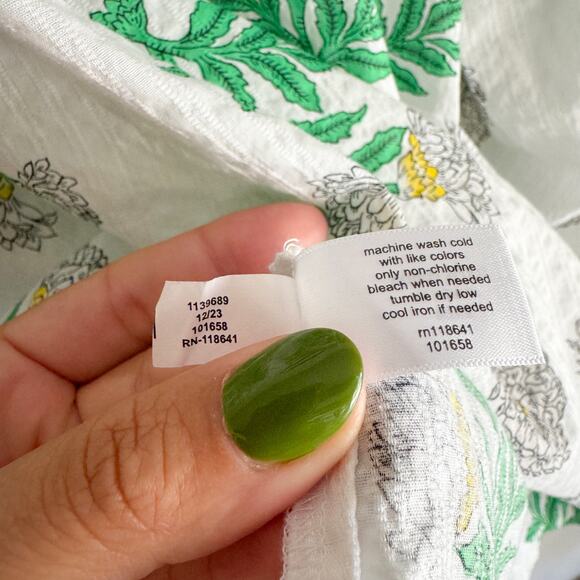 1139689
12/23
101658
RN-118641
machine wash cold
with like colors
only non-chlorine
bleach when needed
tumble dry low
cool iron if needed
rn118641
101658